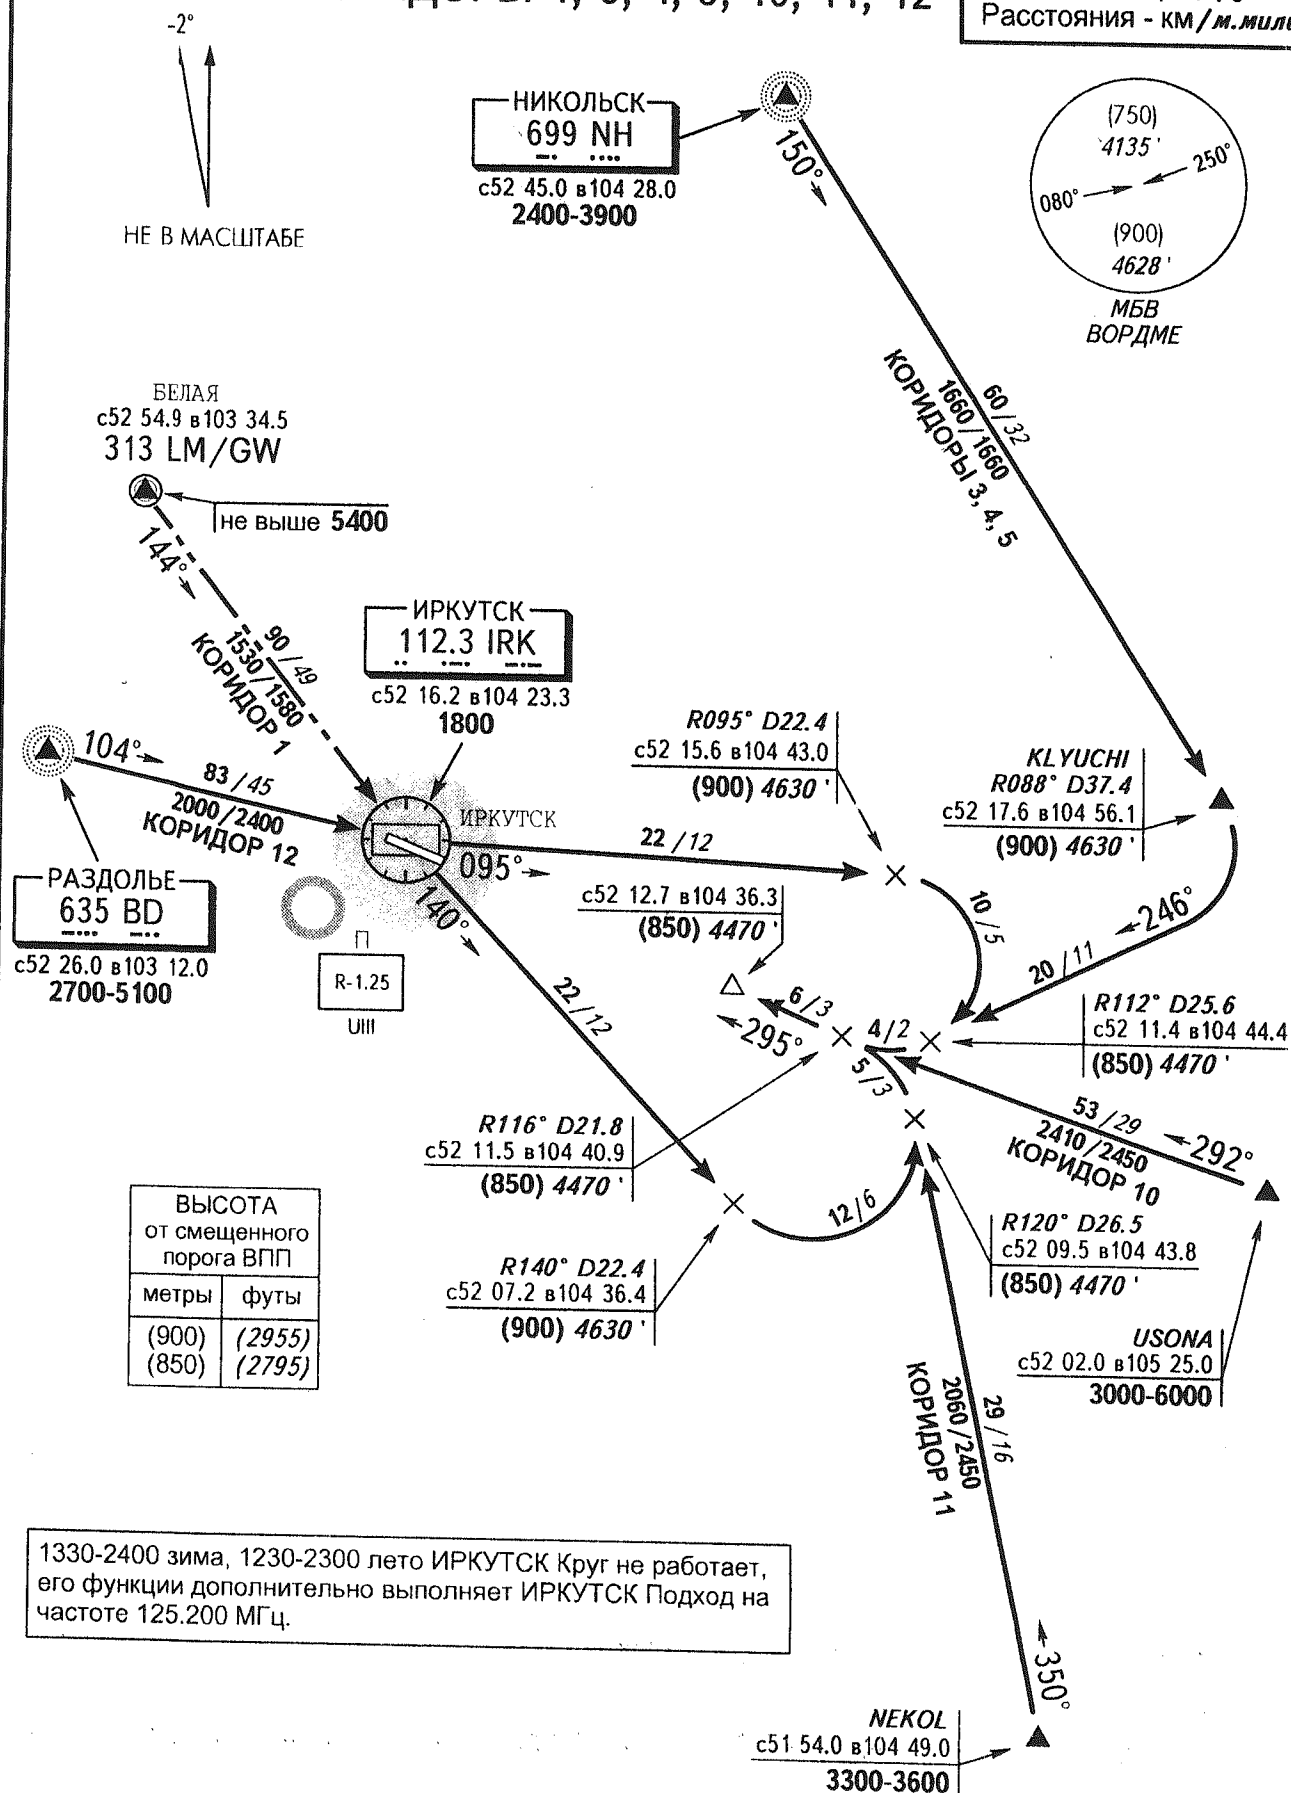 1, 3, 4, 5, 10, 11, 12
Расстояния - км/м.мили
-2°
НЕ В МАСШТАБЕ
НИКОЛЬСК
699 NH
с52 45.0 в104 28.0
2400-3900
150°
(750)
4135 '
080°
250°
(900)
4628 '
МБВ
ВОРДМЕ
60/32
1660/1660
КОРИДОРЫ 3, 4, 5
БЕЛАЯ
с52 54.9 в103 34.5
313 LM/GW
не выше 5400
144°
90/49
1530/1580
КОРИДОР 1
ИРКУТСК
112.3 IRK
с52 16.2 в104 23.3
1800
104°
83/45
2000/2400
КОРИДОР 12
ИРКУТСК
095°
140°
РАЗДОЛЬЕ
635 BD
с52 26.0 в103 12.0
2700-5100
П
R-1.25
UIII
R095° D22.4
с52 15.6 в104 43.0
(900) 4630 '
22/12
KLYUCHI
R088° D37.4
с52 17.6 в104 56.1
(900) 4630 '
с52 12.7 в104 36.3
(850) 4470 '
10/5
246°
20/11
22/12
6/3
295°
4/2
5/3
R112° D25.6
с52 11.4 в104 44.4
(850) 4470 '
R116° D21.8
с52 11.5 в104 40.9
(850) 4470 '
53/29
2410/2450
КОРИДОР 10
292°
12/6
R120° D26.5
с52 09.5 в104 43.8
(850) 4470 '
R140° D22.4
с52 07.2 в104 36.4
(900) 4630 '
USONA
с52 02.0 в105 25.0
3000-6000
ВЫСОТА
от смещенного
порога ВПП
метры футы
(900) (2955)
(850) (2795)
29/16
2060/2450
КОРИДОР 11
1330-2400 зима, 1230-2300 лето ИРКУТСК Круг не работает,
его функции дополнительно выполняет ИРКУТСК Подход на
частоте 125.200 МГц.
350°
NEKOL
с51 54.0 в104 49.0
3300-3600